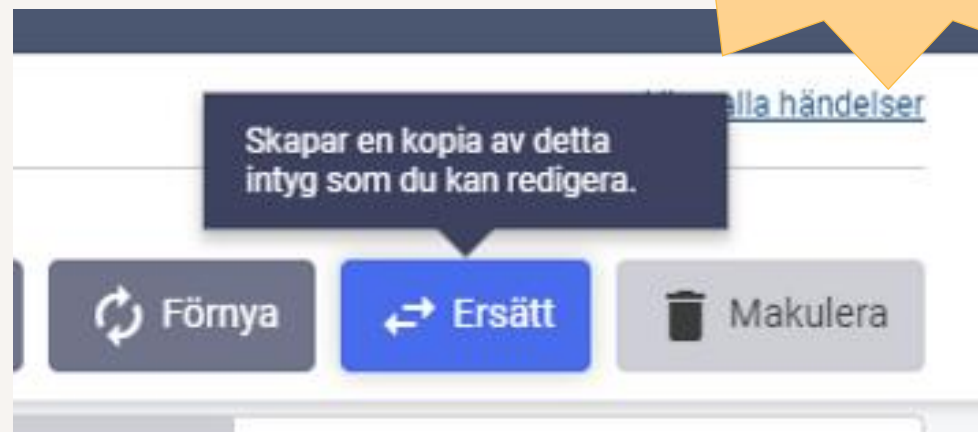 alla händelser
Skapar en kopia av detta
intyg som du kan redigera.
Förnya
Ersätt
Makulera